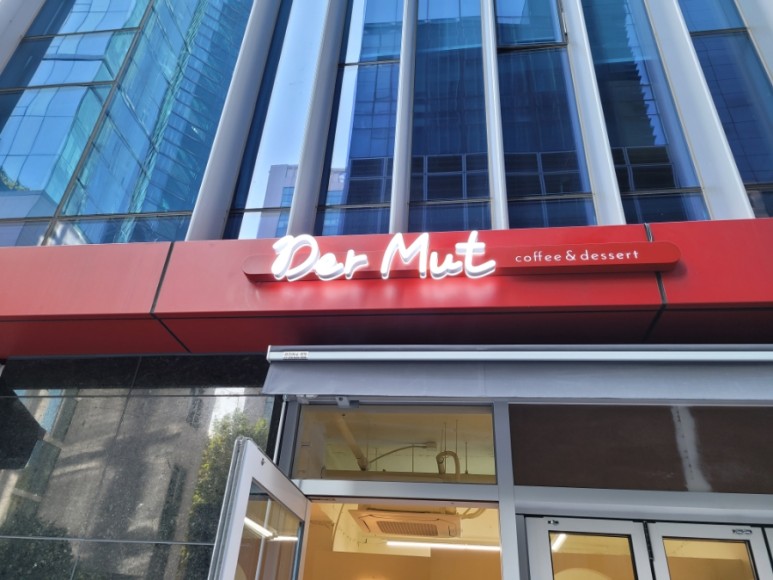 Der Mut coffee & dessert